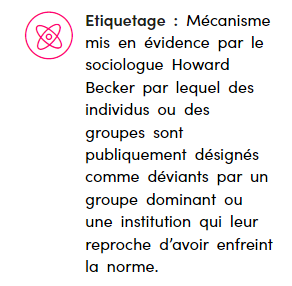 Etiquetage : Mécanisme
mis en évidence par le
sociologue Howard
Becker par lequel des
individus ou des
groupes sont
publiquement désignés
comme déviants par un
groupe dominant ou
une institution qui leur
reproche d’avoir enfreint
la norme.